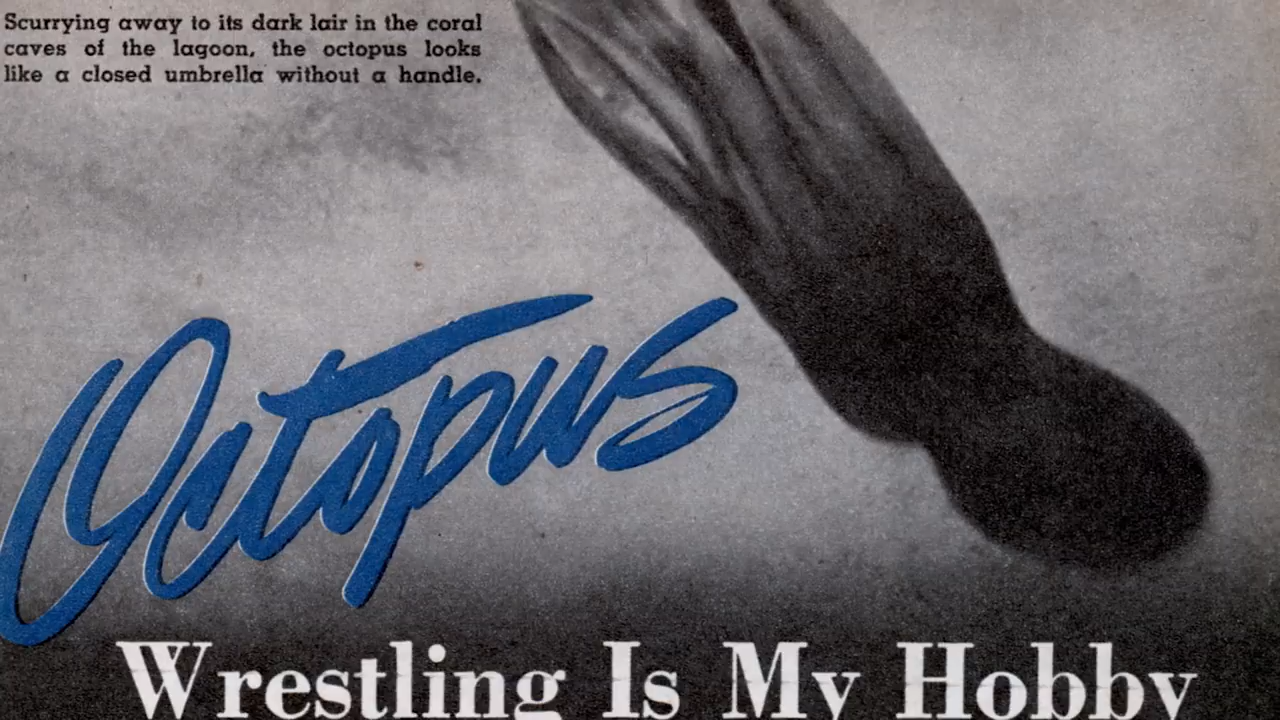 Scurrying away to its dark lair in the coral
caves of the lagoon, the octopus looks
like a closed umbrella without a handle.
Octopus
Wrestling Is My Hobby